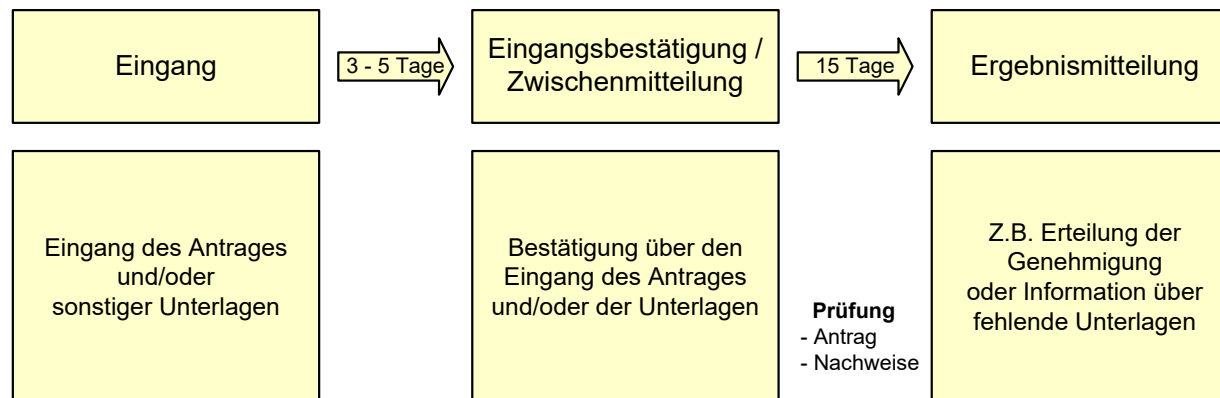 Eingang
3 - 5 Tage
Eingangsbestätigung /
Zwischenmitteilung
15 Tage
Ergebnismitteilung
Eingang des Antrages
und/oder
sonstiger Unterlagen
Bestätigung über den
Eingang des Antrages
und/oder der Unterlagen
Prüfung
- Antrag
- Nachweise
Z.B. Erteilung der
Genehmigung
oder Information über
fehlende Unterlagen